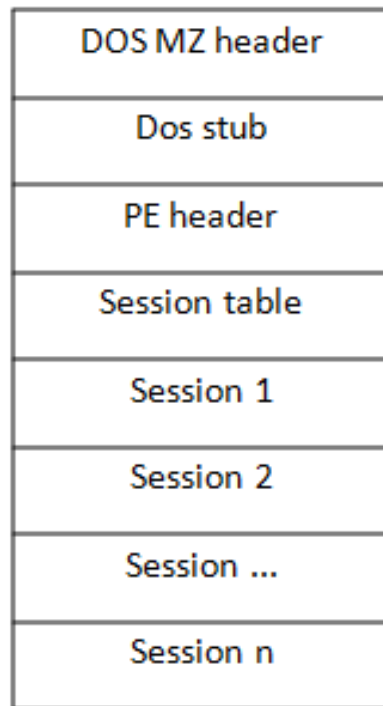 DOS MZ header
Dos stub
PE header
Session table
Session 1
Session 2
Session ...
Session n